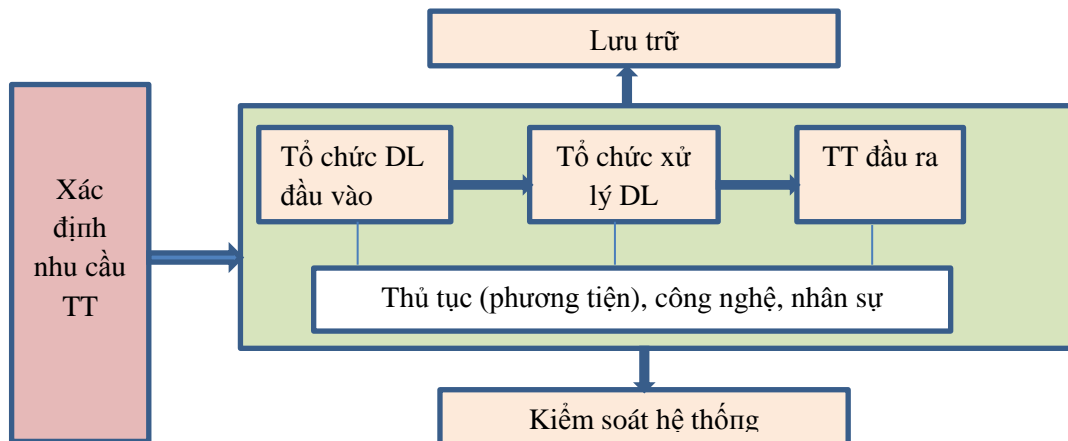 Lưu trữ
Xác
định
nhu cầu
TT
Tổ chức DL
đầu vào
Tổ chức xử
lý DL
TT đầu ra
Thủ tục (phương tiện), công nghệ, nhân sự
Kiểm soát hệ thống